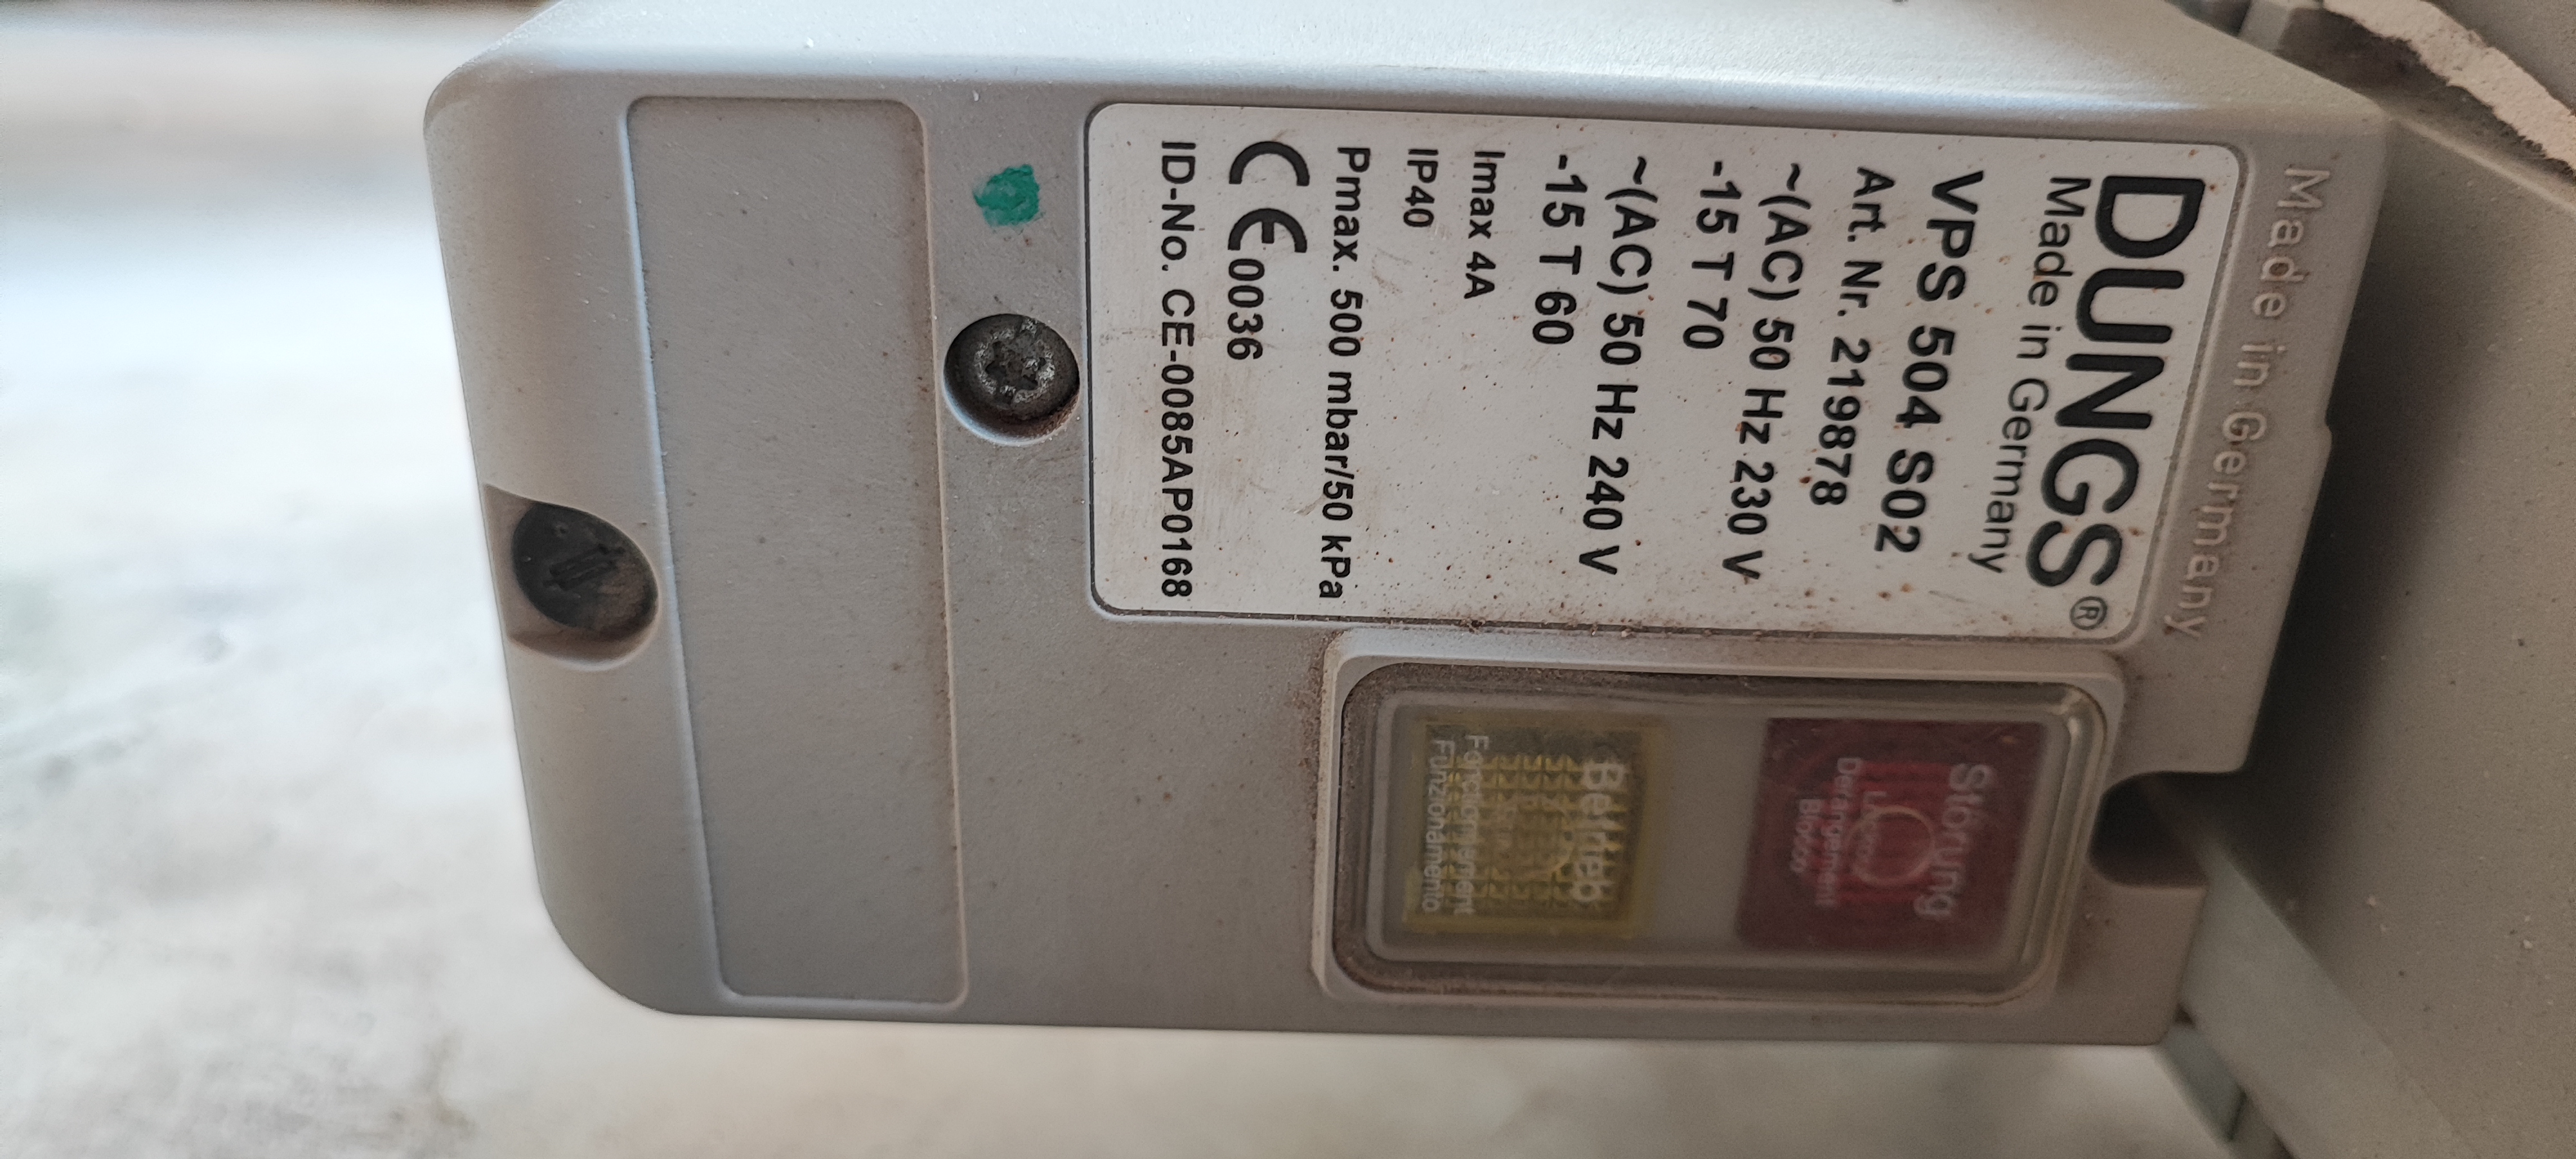 Made in Germany
DUNGS®
Made in Germany
VPS 504 S02
Art. Nr. 219878
~(AC) 50 Hz 230 V
-15 T 70
~(AC) 50 Hz 240 V
-15 T 60
Imax 4A
IP40
Pmax. 500 mbar/50 kPa
CE 0036
ID-No. CE-0085AP0168
Störung
Derangement
Blocco
Betrieb
Fonctionnement
Funzionamento